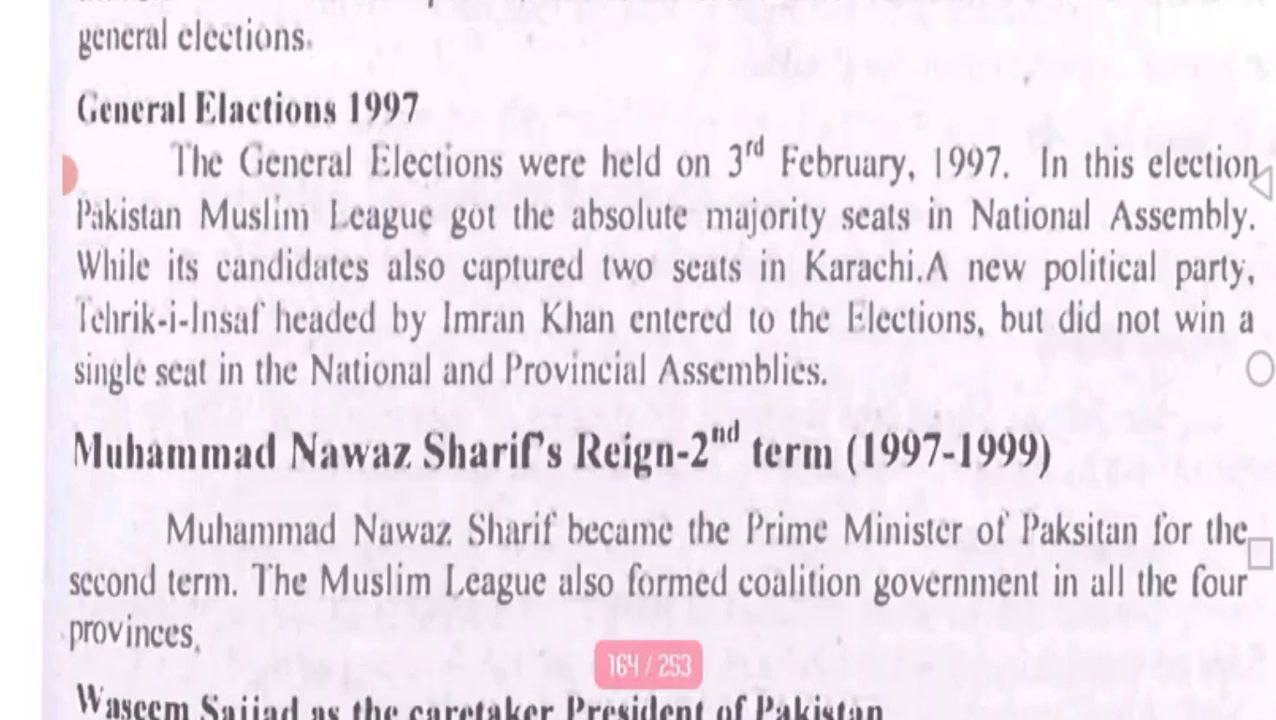 general elections.
General Elactions 1997
The General Elections were held on 3rd February, 1997. In this election
Pakistan Muslim League got the absolute majority seats in National Assembly.
While its candidates also captured two seats in Karachi.A new political party,
Tehrik-i-Insaf headed by Imran Khan entered to the Elections, but did not win a
single seat in the National and Provincial Assemblies.
Muhammad Nawaz Sharif's Reign-2nd term (1997-1999)
Muhammad Nawaz Sharif became the Prime Minister of Paksitan for the
second term. The Muslim League also formed coalition government in all the four
provinces.
164 / 253
Waseem Sajjad as the caretaker President of Pakistan